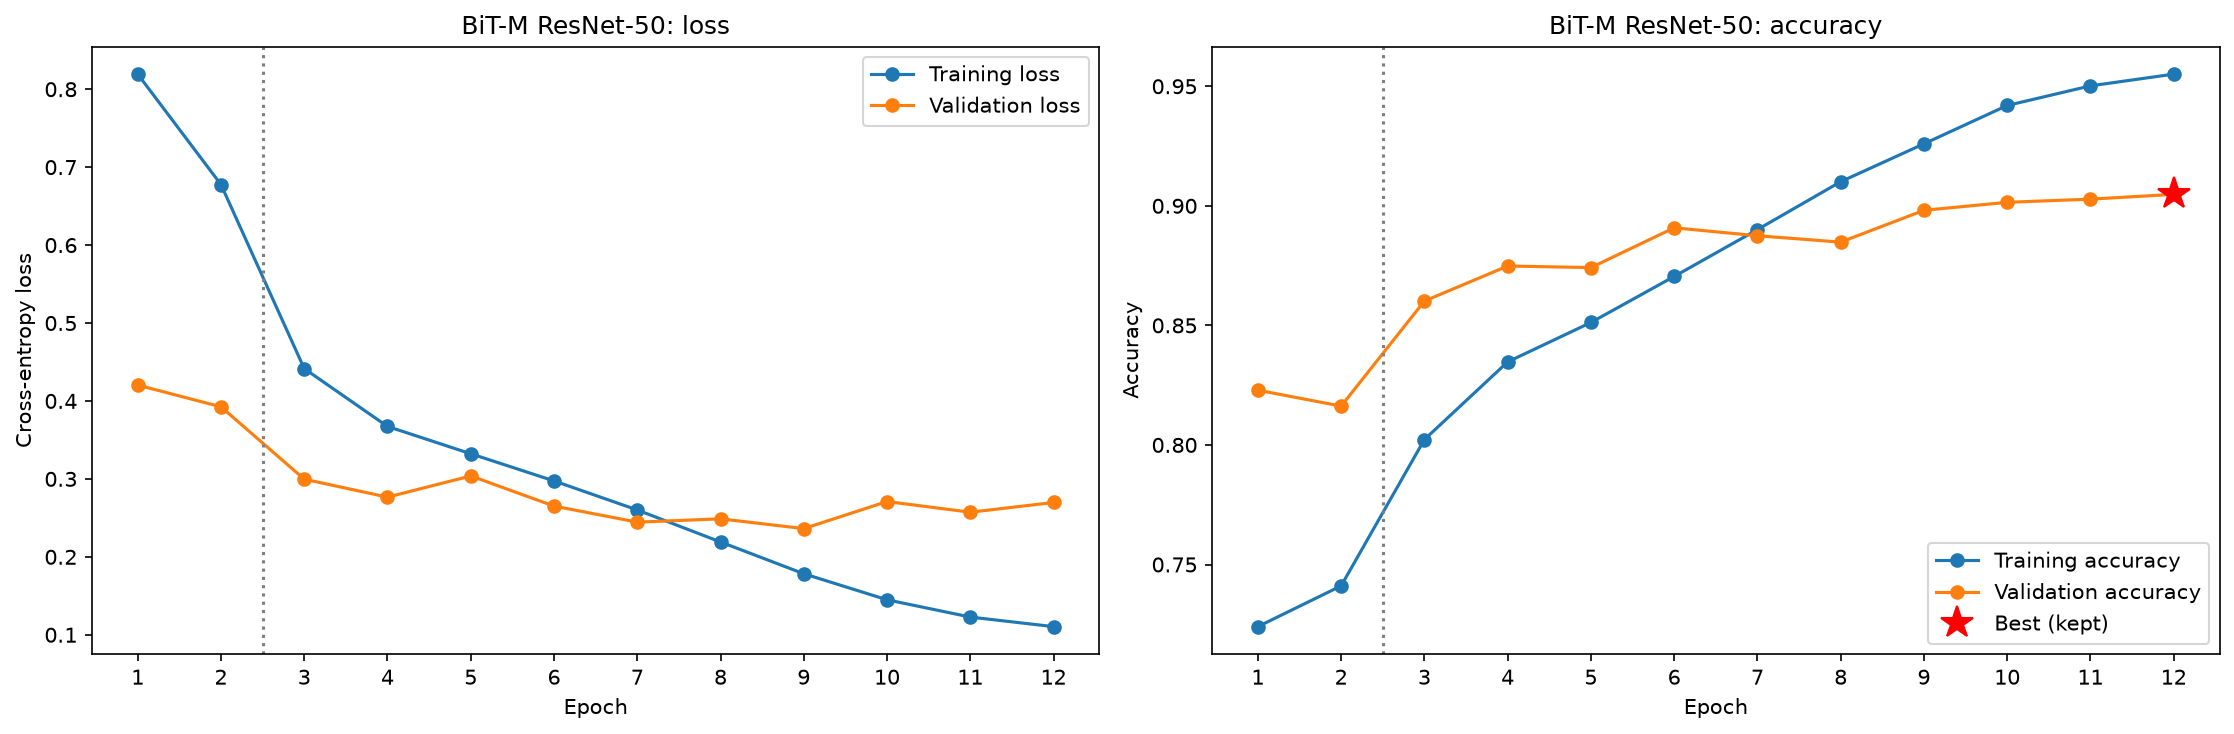 BiT-M ResNet-50: loss
Cross-entropy loss
0.8
0.7
0.6
0.5
0.4
0.3
0.2
0.1
Training loss
Validation loss
1 2 3 4 5 6 7 8 9 10 11 12
Epoch
BiT-M ResNet-50: accuracy
Accuracy
0.95
0.90
0.85
0.80
0.75
Training accuracy
Validation accuracy
Best (kept)
1 2 3 4 5 6 7 8 9 10 11 12
Epoch